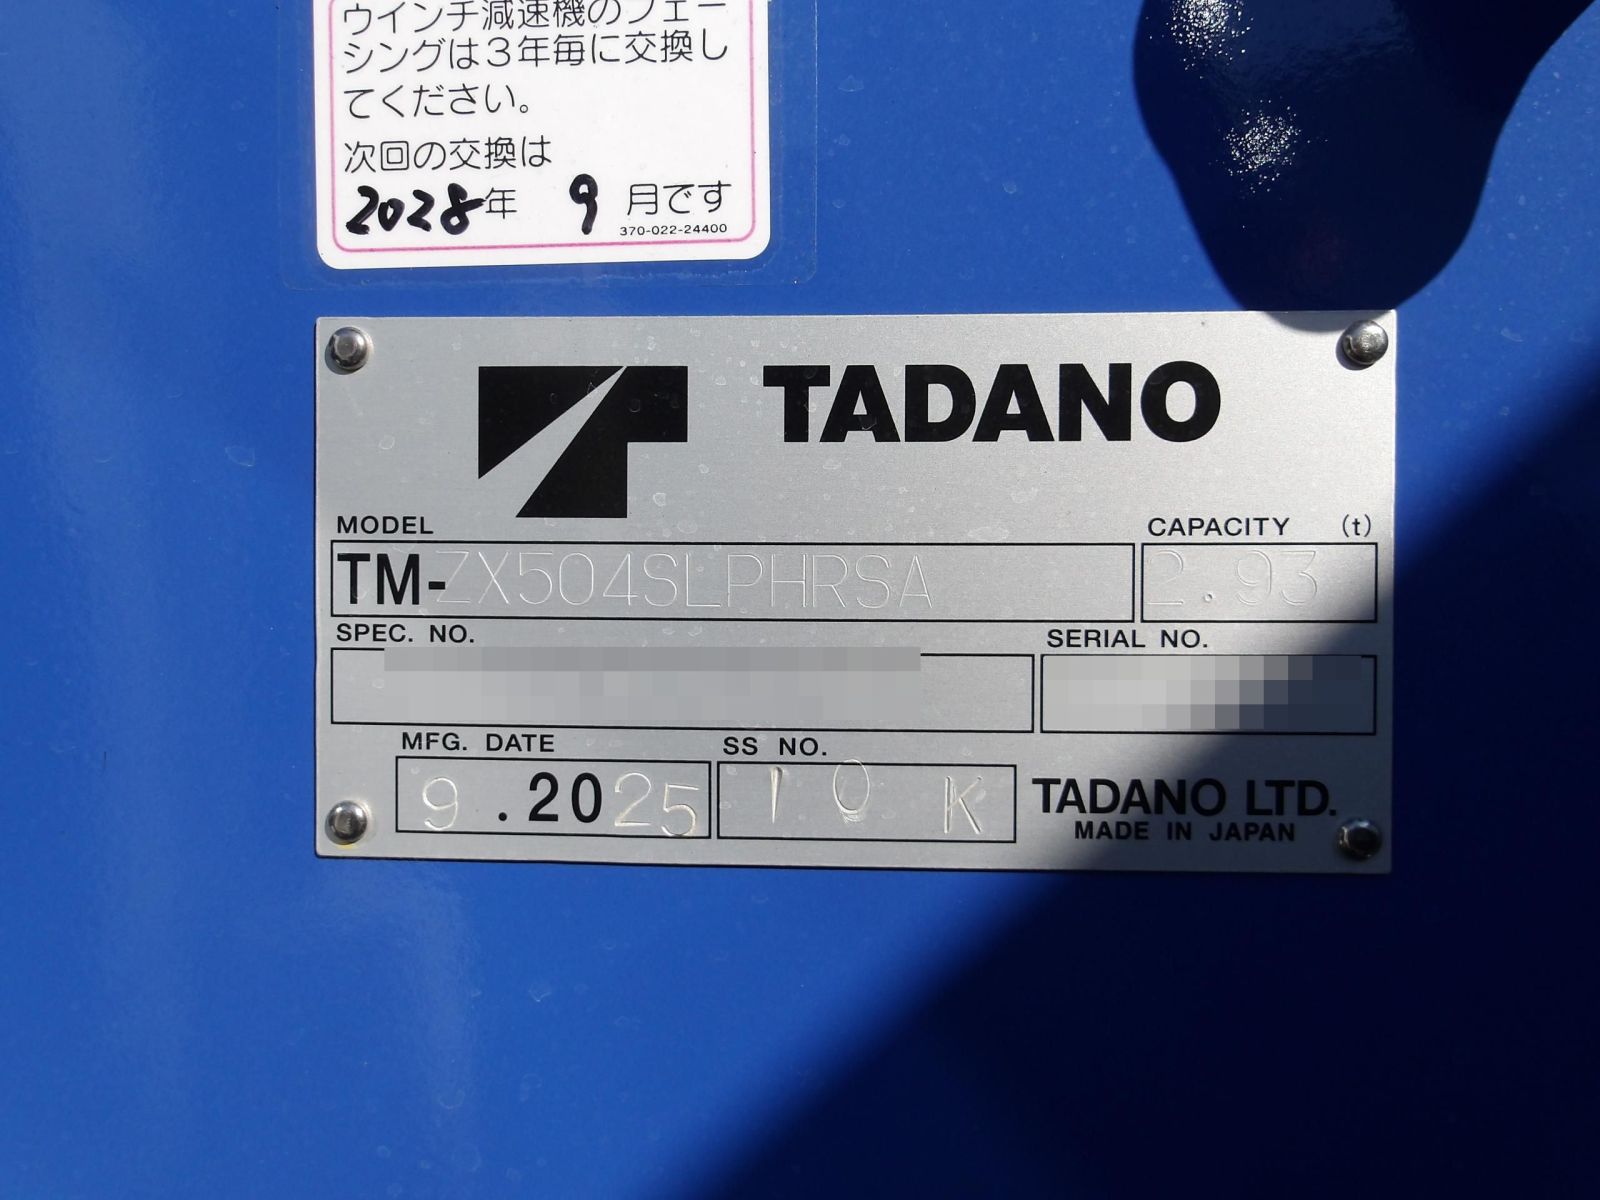 ウインチ減速機のフェー
シングは3年毎に交換し
てください。
次回の交換は
2028年 9月です
370-022-24400
TADANO
MODEL
CAPACITY (t)
TM-ZX504SLPHRSA
2.93
SPEC. NO.
SERIAL NO.
MFG. DATE
SS NO.
9.2025
10 K
TADANO LTD.
MADE IN JAPAN